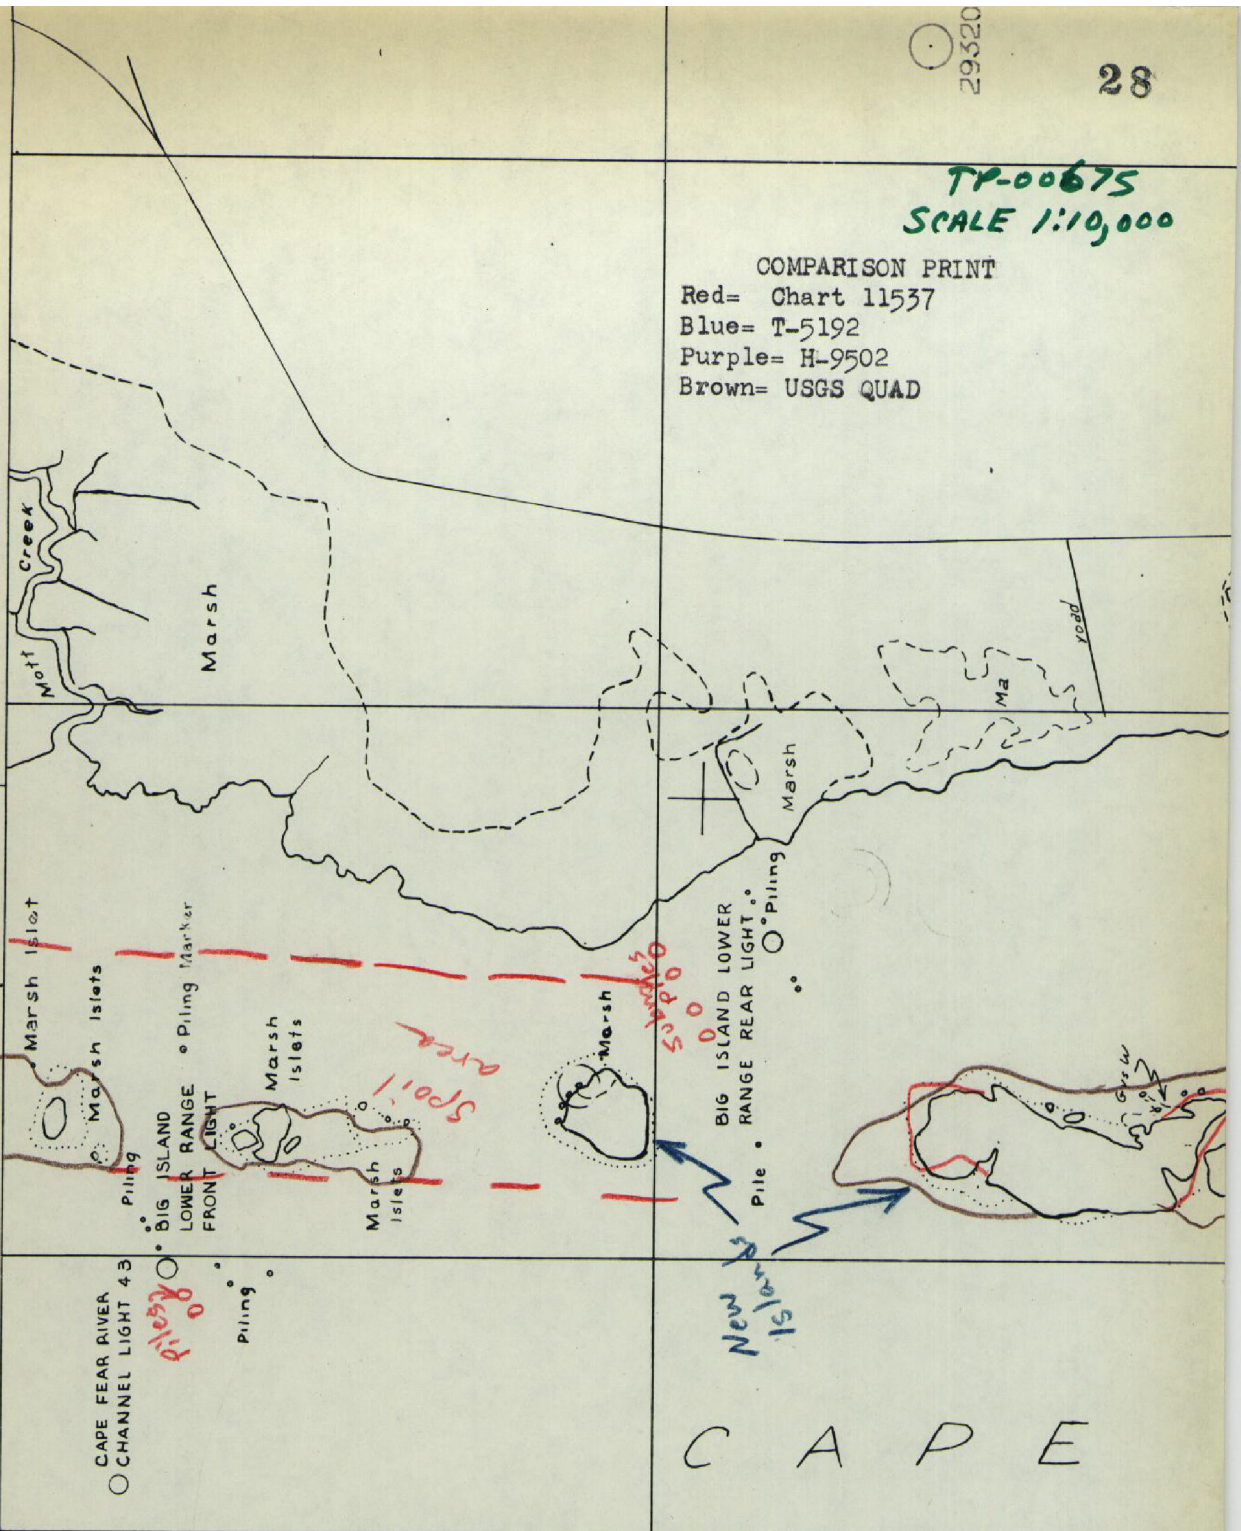 29320
28
TP-00675
SCALE 1:10,000
COMPARISON PRINT
Red= Chart 11537
Blue= T-5192
Purple= H-9502
Brown= USGS QUAD
Creek
Mott
Marsh
road
Ma
Marsh
Piling
Marsh Islet
Marsh Islets
Piling Marker
Marsh
Islets
Spoil
area
Marsh
5 dangles
BIG ISLAND LOWER
RANGE REAR LIGHT
Pile
Marsh
Islets
Piling
BIG ISLAND
LOWER RANGE
FRONT LIGHT
Piling
Piles
CAPE FEAR RIVER
CHANNEL LIGHT 43
New
Islands
CAPE